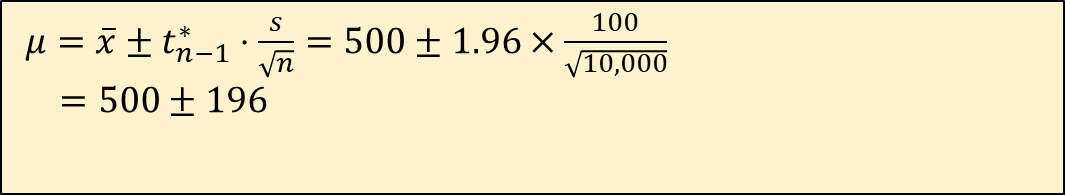 μ = x̄ ± t*ₙ₋₁ · s/√n = 500 ± 1.96 × 100/√10,000
= 500 ± 196